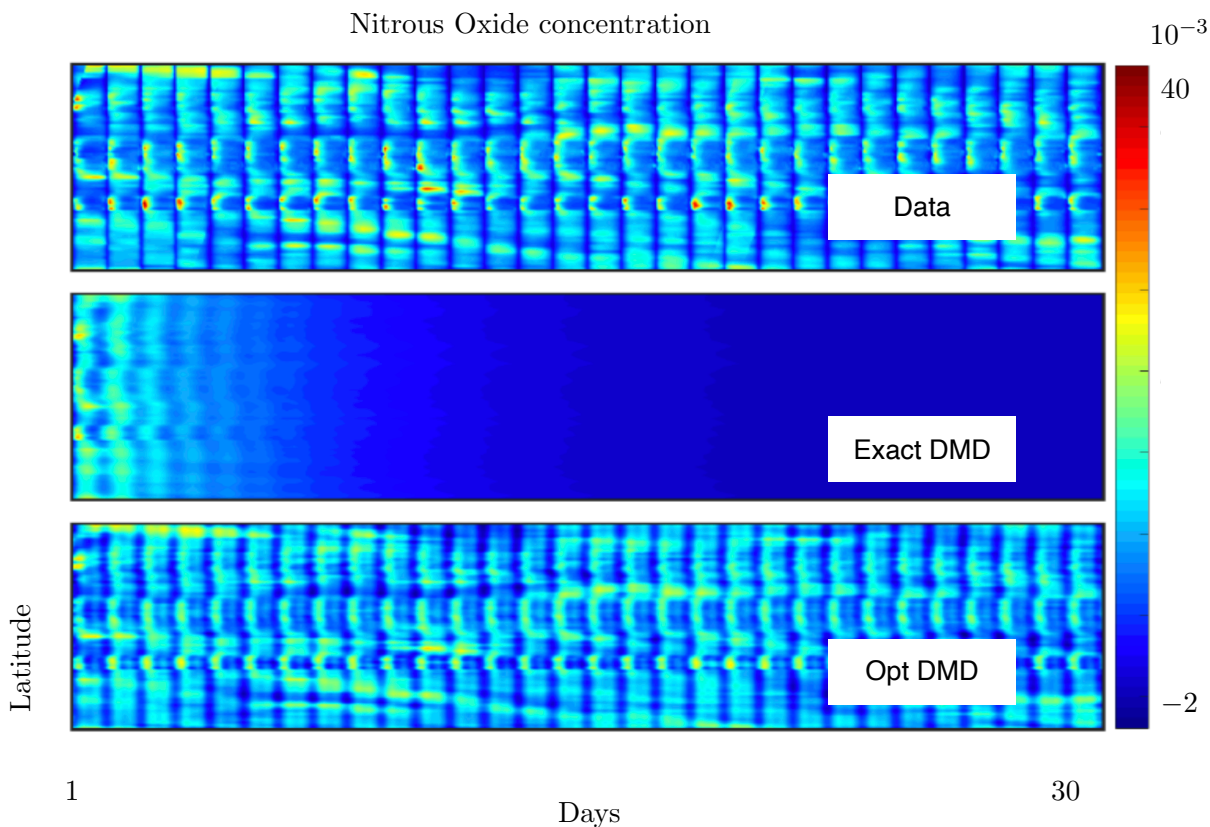 Nitrous Oxide concentration
10⁻³
40
Data
Exact DMD
Opt DMD
−2
Latitude
1
30
Days